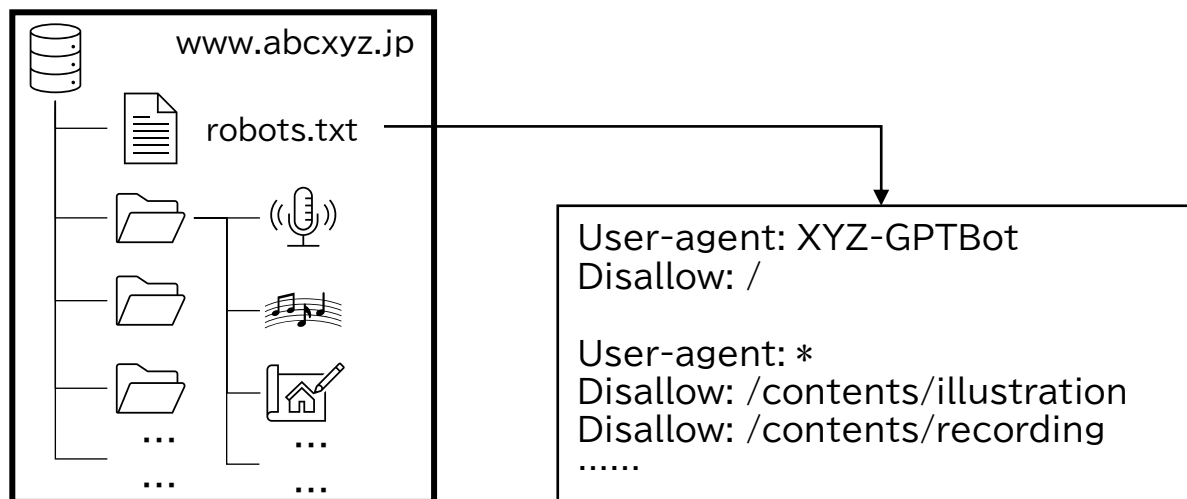 www.abcxyz.jp
robots.txt
...
...
...
...
User-agent: XYZ-GPTBot
Disallow: /
User-agent: *
Disallow: /contents/illustration
Disallow: /contents/recording
......